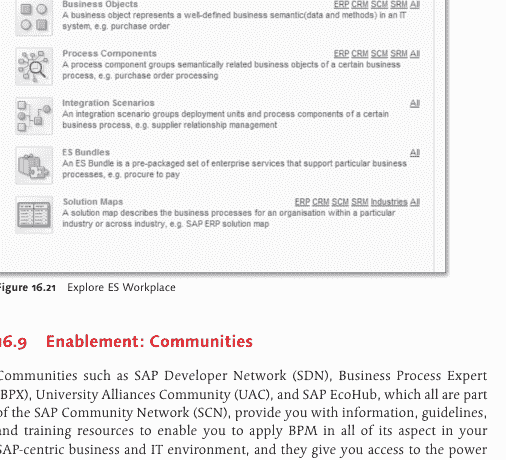 Business Objects ERP CRM SCM SRM All
A business object represents a well-defined business semantic(data and methods) in an IT
system, e.g. purchase order
Process Components ERP CRM SCM SRM All
A process component groups semantically related business objects of a certain business
process, e.g. purchase order processing
Integration Scenarios All
An integration scenario groups deployment units and process components of a certain
business process, e.g. supplier relationship management
ES Bundles All
An ES Bundle is a pre-packaged set of enterprise services that support particular business
processes, e.g. procure to pay
Solution Maps ERP CRM SCM SRM Industries All
A solution map describes the business processes for an organisation within a particular
industry or across industry, e.g. SAP ERP solution map
Figure 16.21 Explore ES Workplace
16.9 Enablement: Communities
Communities such as SAP Developer Network (SDN), Business Process Expert
(BPX), University Alliances Community (UAC), and SAP EcoHub, which all are part
of the SAP Community Network (SCN), provide you with information, guidelines,
and training resources to enable you to apply BPM in all of its aspect in your
SAP-centric business and IT environment, and they give you access to the power